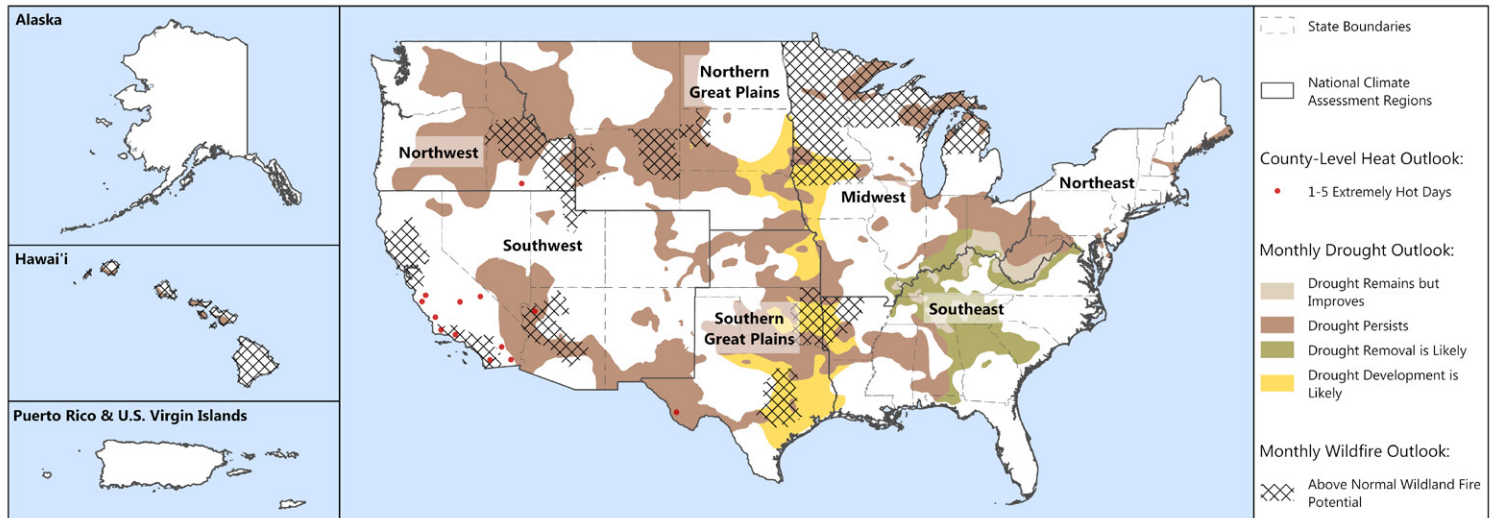 Alaska
Hawai'i
Puerto Rico & U.S. Virgin Islands
Northern
Great Plains
Northwest
Midwest
Northeast
Southwest
Southeast
Southern
Great Plains
State Boundaries
National Climate
Assessment Regions
County-Level Heat Outlook:
1-5 Extremely Hot Days
Monthly Drought Outlook:
Drought Remains but
Improves
Drought Persists
Drought Removal is Likely
Drought Development is
Likely
Monthly Wildfire Outlook:
Above Normal Wildland Fire
Potential